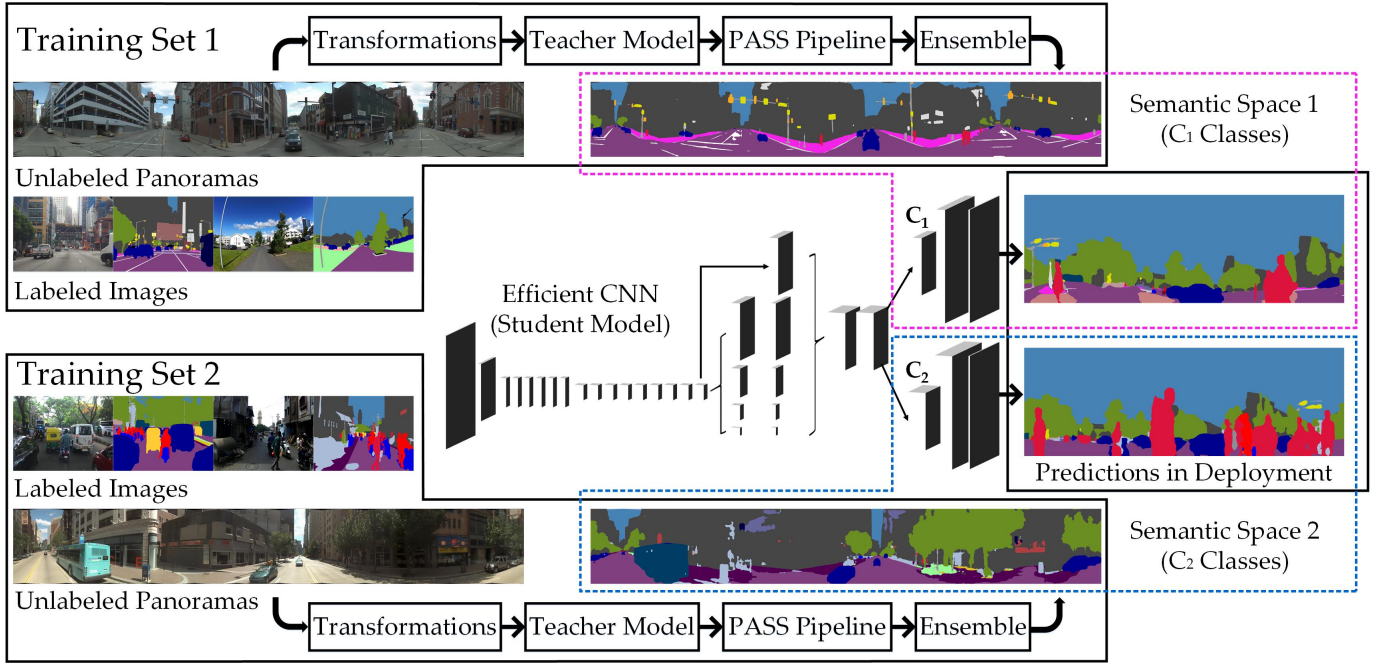 Training Set 1
Transformations
Teacher Model
PASS Pipeline
Ensemble
Unlabeled Panoramas
Labeled Images
Semantic Space 1
(C₁ Classes)
Efficient CNN
(Student Model)
C₁
C₂
Training Set 2
Labeled Images
Unlabeled Panoramas
Predictions in Deployment
Semantic Space 2
(C₂ Classes)
Transformations
Teacher Model
PASS Pipeline
Ensemble